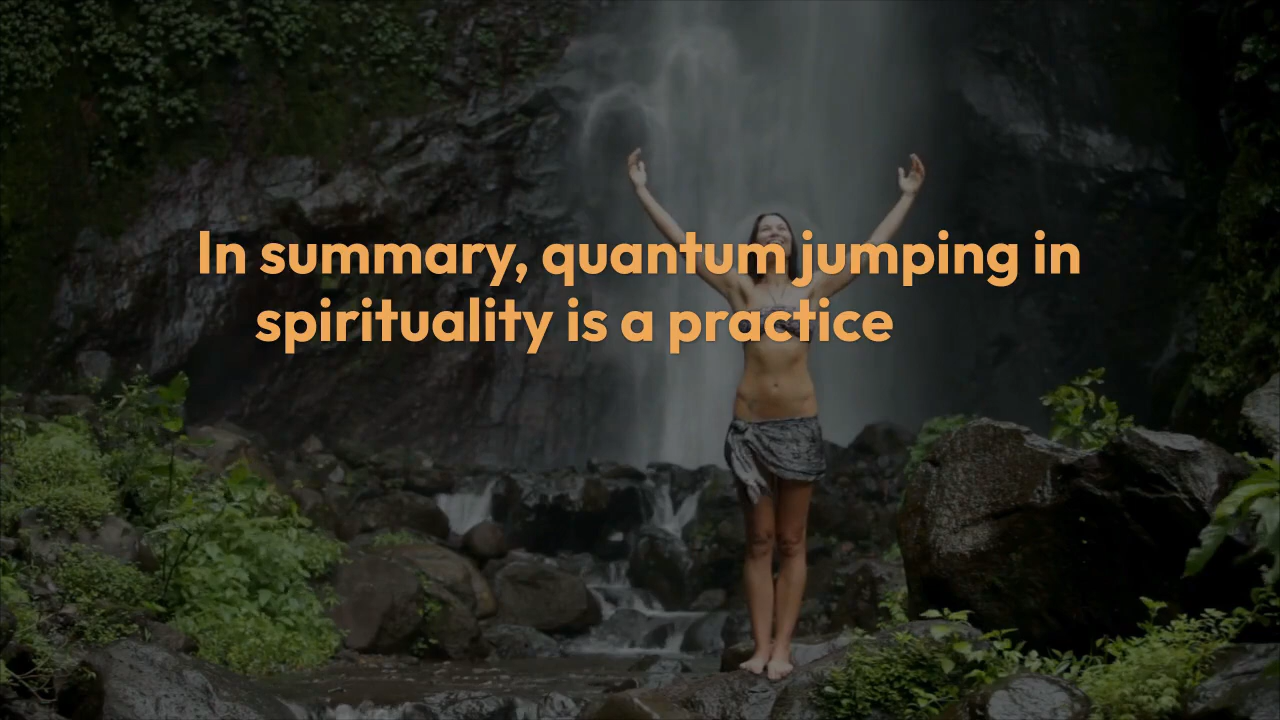 In summary, quantum jumping in
spirituality is a practice